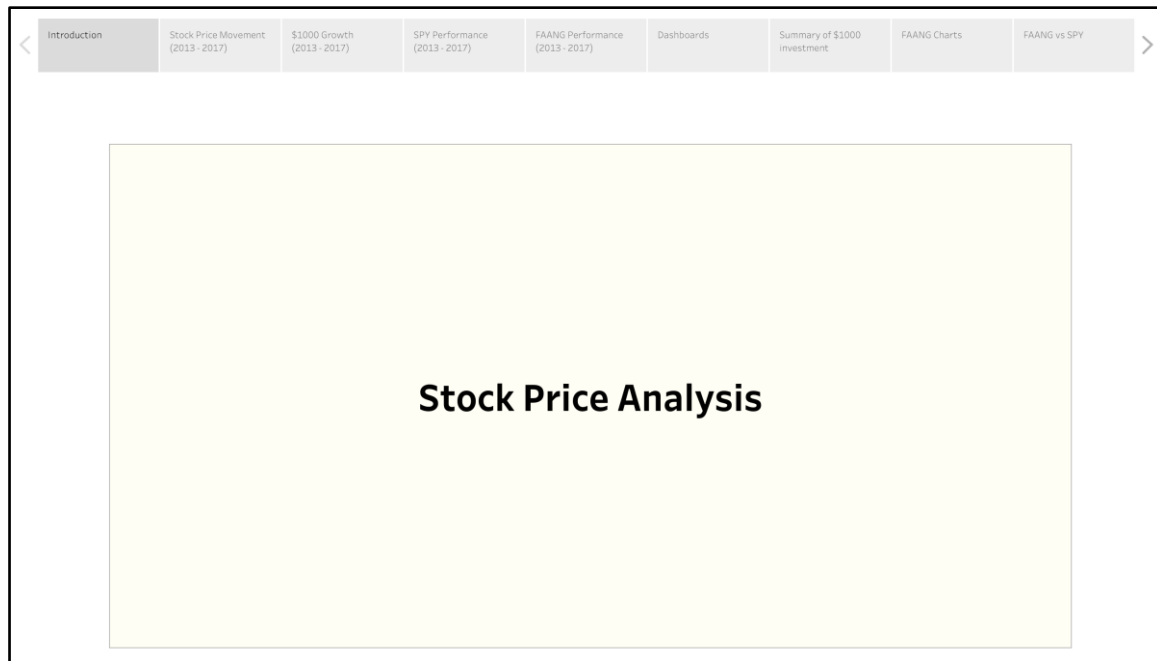 Introduction
Stock Price Movement
(2013 - 2017)
$1000 Growth
(2013 - 2017)
SPY Performance
(2013 - 2017)
FAANG Performance
(2013 - 2017)
Dashboards
Summary of $1000
investment
FAANG Charts
FAANG vs SPY
Stock Price Analysis